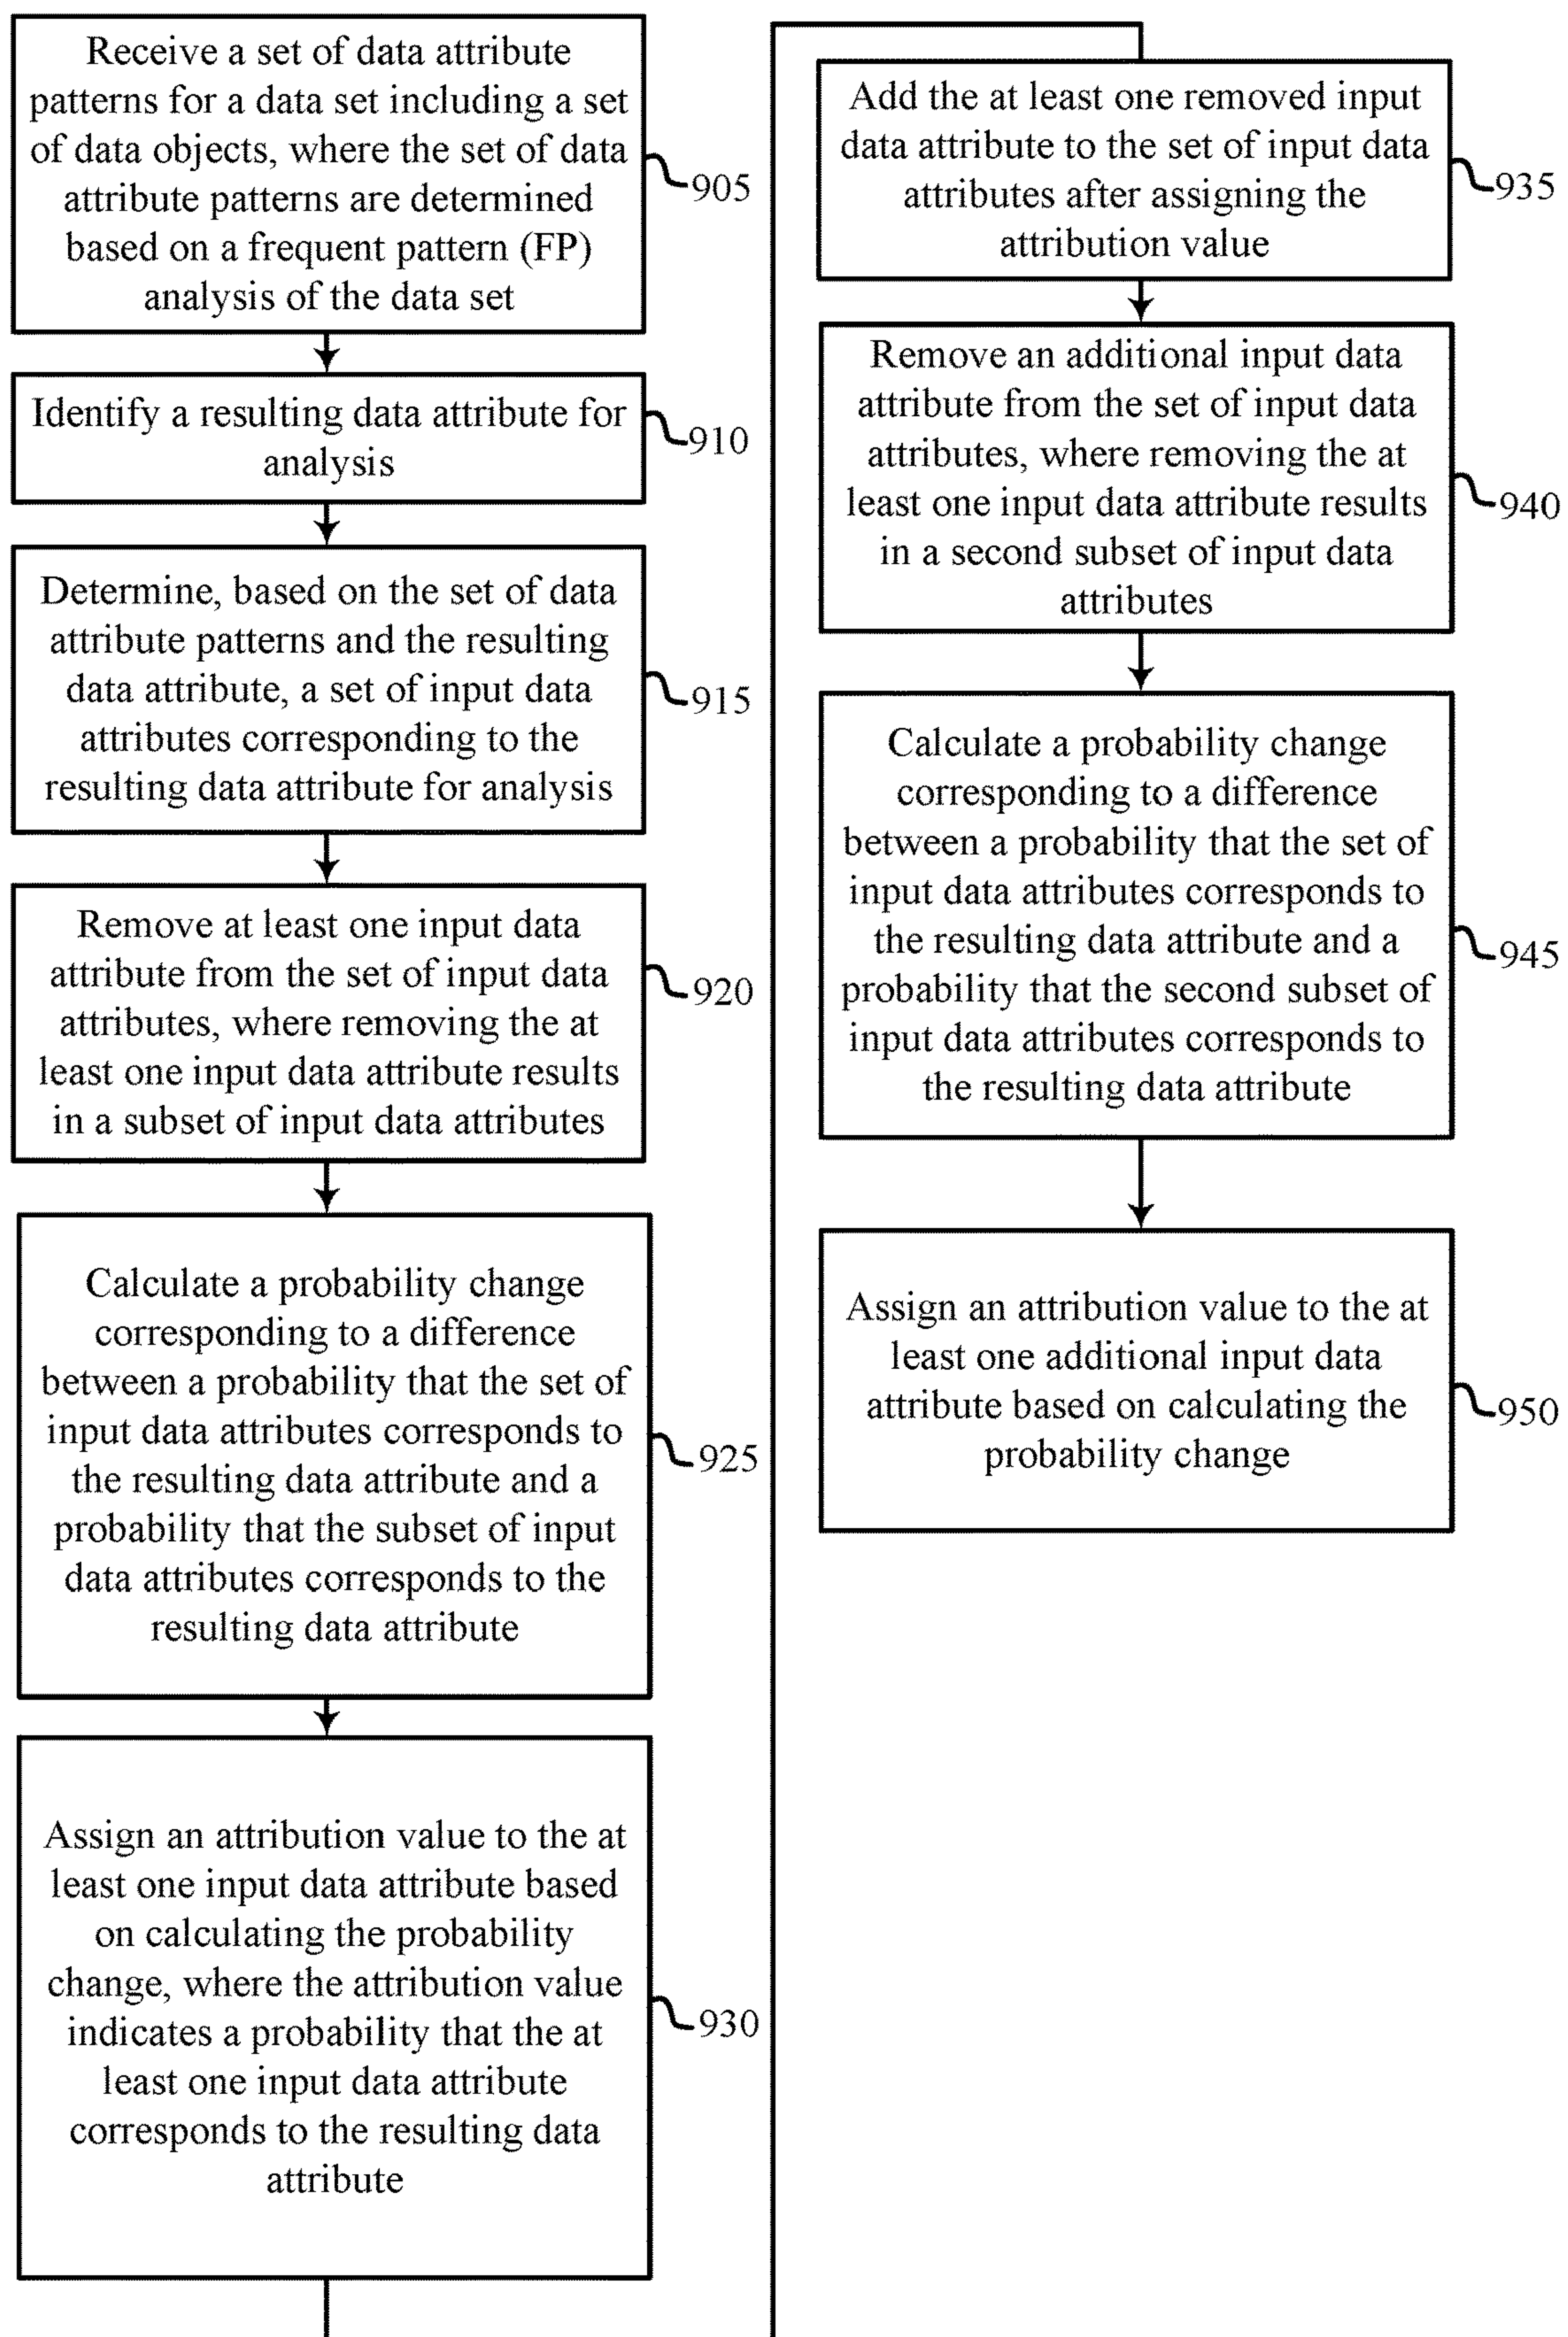 Receive a set of data attribute
patterns for a data set including a set
of data objects, where the set of data
attribute patterns are determined
based on a frequent pattern (FP)
analysis of the data set
905
Identify a resulting data attribute for
analysis
910
Determine, based on the set of data
attribute patterns and the resulting
data attribute, a set of input data
attributes corresponding to the
resulting data attribute for analysis
915
Remove at least one input data
attribute from the set of input data
attributes, where removing the at
least one input data attribute results
in a subset of input data attributes
920
Calculate a probability change
corresponding to a difference
between a probability that the set of
input data attributes corresponds to
the resulting data attribute and a
probability that the subset of input
data attributes corresponds to the
resulting data attribute
925
Assign an attribution value to the at
least one input data attribute based
on calculating the probability
change, where the attribution value
indicates a probability that the at
least one input data attribute
corresponds to the resulting data
attribute
930
Add the at least one removed input
data attribute to the set of input data
attributes after assigning the
attribution value
935
Remove an additional input data
attribute from the set of input data
attributes, where removing the at
least one input data attribute results
in a second subset of input data
attributes
940
Calculate a probability change
corresponding to a difference
between a probability that the set of
input data attributes corresponds to
the resulting data attribute and a
probability that the second subset of
input data attributes corresponds to
the resulting data attribute
945
Assign an attribution value to the at
least one additional input data
attribute based on calculating the
probability change
950